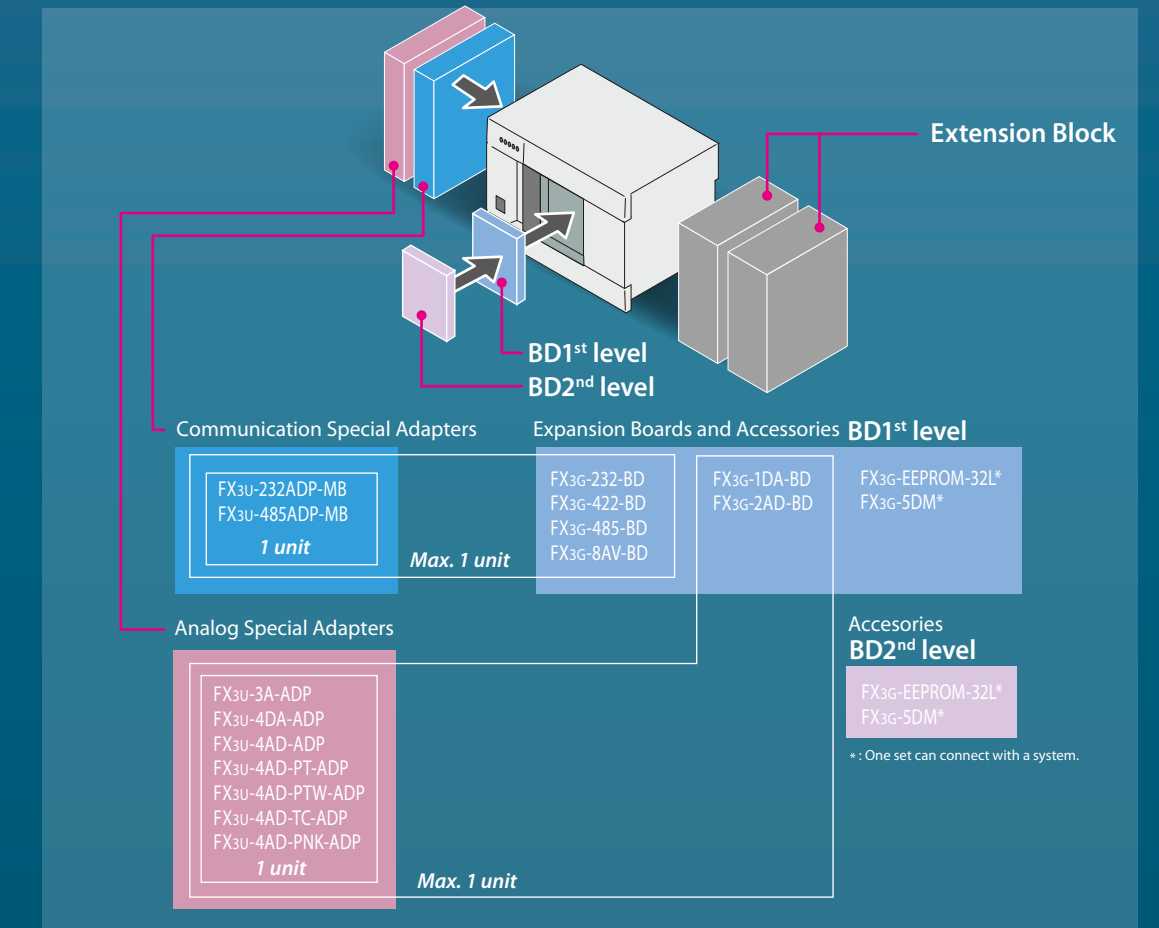 Extension Block
BD1st level
BD2nd level
Communication Special Adapters
FX3U-232ADP-MB
FX3U-485ADP-MB
1 unit
Max. 1 unit
Expansion Boards and Accessories BD1st level
FX3G-232-BD
FX3G-422-BD
FX3G-485-BD
FX3G-8AV-BD
FX3G-1DA-BD
FX3G-2AD-BD
FX3G-EEPROM-32L*
FX3G-5DM*
Analog Special Adapters
FX3U-3A-ADP
FX3U-4DA-ADP
FX3U-4AD-ADP
FX3U-4AD-PT-ADP
FX3U-4AD-PTW-ADP
FX3U-4AD-TC-ADP
FX3U-4AD-PNK-ADP
1 unit
Max. 1 unit
Accesories
BD2nd level
FX3G-EEPROM-32L*
FX3G-5DM*
* : One set can connect with a system.